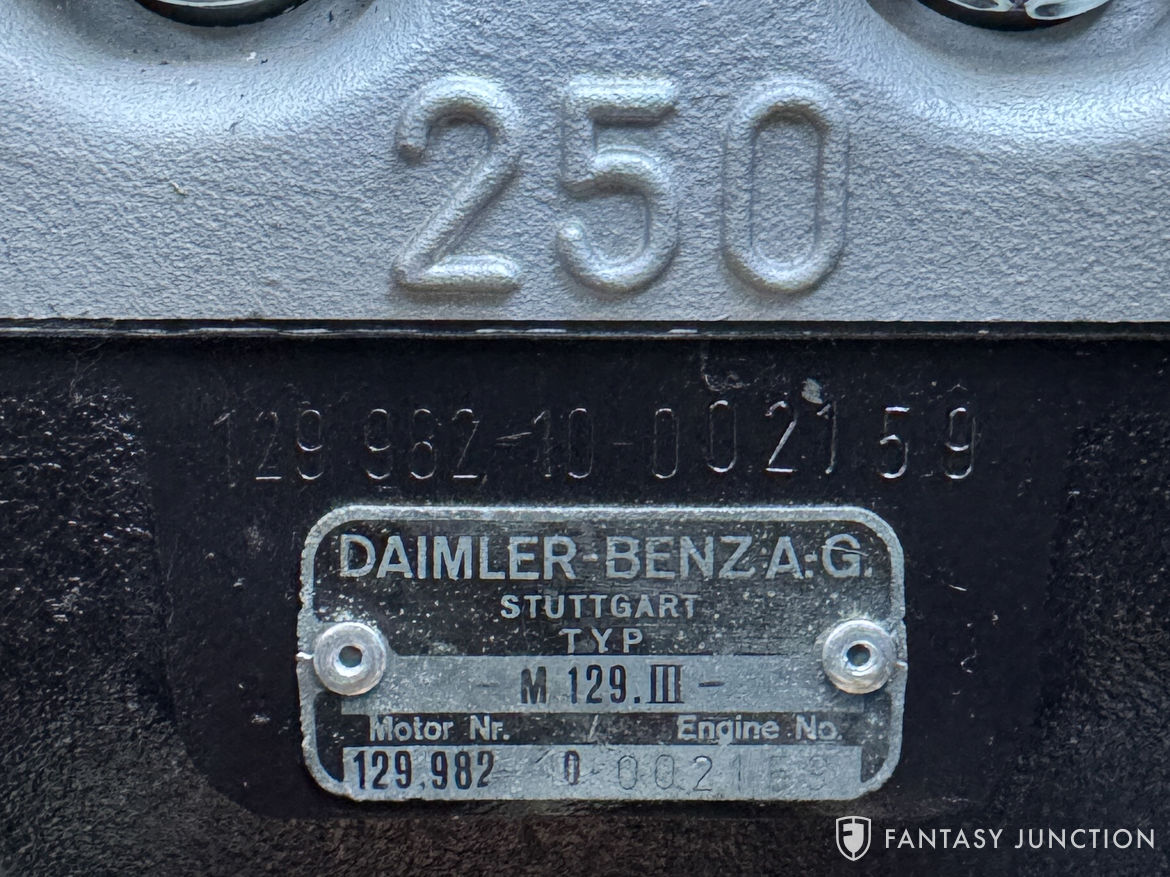 250
129 982-10-002159
DAIMLER-BENZ·A·G.
STUTTGART
TYP
- M 129.III -
Motor Nr. / Engine No.
129.982-10-002159
FANTASY JUNCTION